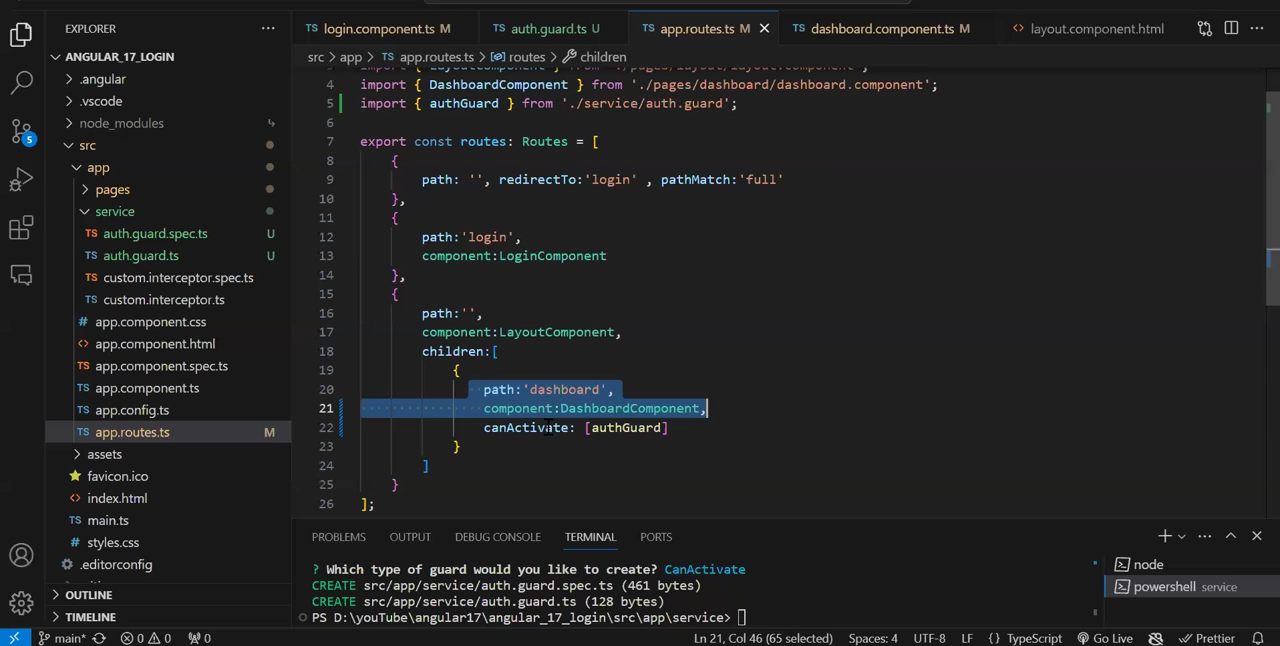 EXPLORER
ANGULAR_17_LOGIN
.angular
.vscode
node_modules
src
app
pages
service
auth.guard.spec.ts U
auth.guard.ts U
custom.interceptor.spec.ts
custom.interceptor.ts
app.component.css
app.component.html
app.component.spec.ts
app.component.ts
app.config.ts
app.routes.ts M
assets
favicon.ico
index.html
main.ts
styles.css
.editorconfig
OUTLINE
TIMELINE
5
TS login.component.ts M
TS auth.guard.ts U
TS app.routes.ts M
TS dashboard.component.ts M
layout.component.html
src > app > TS app.routes.ts > routes > children
4 import { DashboardComponent } from './pages/dashboard/dashboard.component';
5 import { authGuard } from './service/auth.guard';
6
7 export const routes: Routes = [
8 {
9 path: '', redirectTo:'login' , pathMatch:'full'
10 },
11 {
12 path:'login',
13 component:LoginComponent
14 },
15 {
16 path:'',
17 component:LayoutComponent,
18 children:[
19 {
20 path:'dashboard',
21 component:DashboardComponent,
22 canActivate: [authGuard]
23 }
24 ]
25 }
26 ];
PROBLEMS OUTPUT DEBUG CONSOLE TERMINAL PORTS
? Which type of guard would you like to create? CanActivate
CREATE src/app/service/auth.guard.spec.ts (461 bytes)
CREATE src/app/service/auth.guard.ts (128 bytes)
PS D:\youTube\angular17\angular_17_login\src\app\service>
node
powershell service
main* 0 0 0 Ln 21, Col 46 (65 selected) Spaces: 4 UTF-8 LF {} TypeScript Go Live Prettier